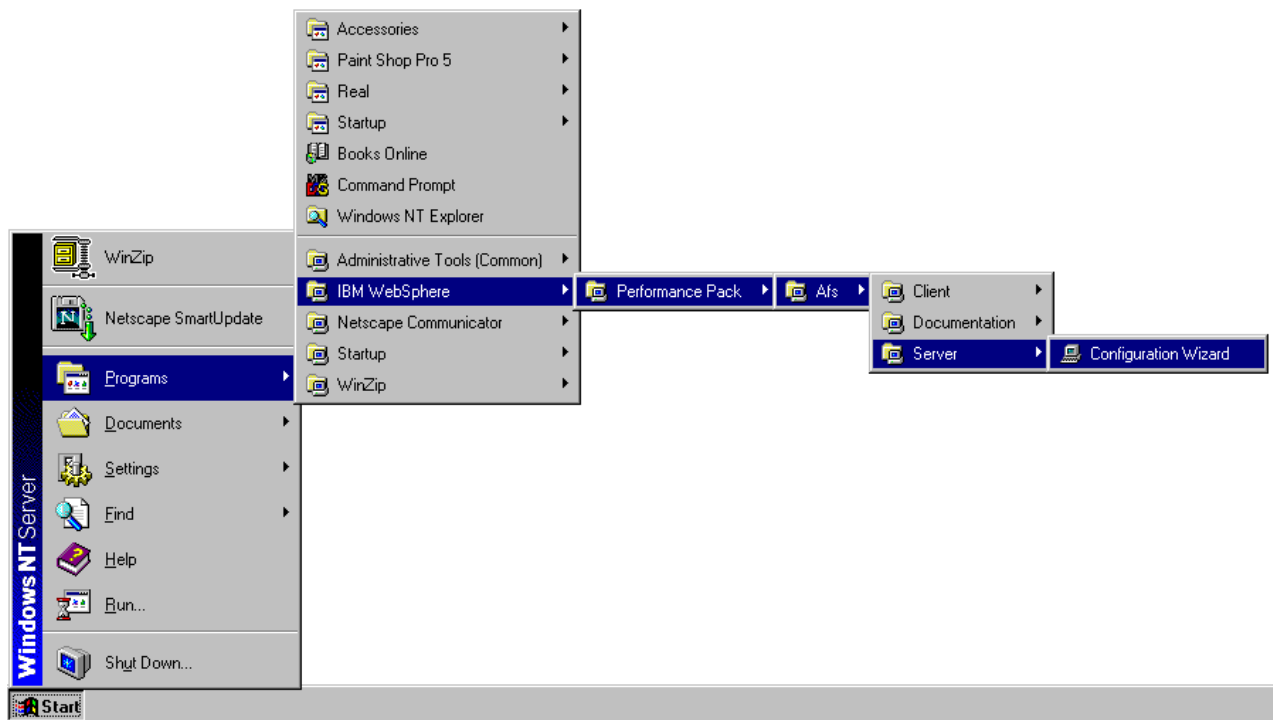 Accessories
Paint Shop Pro 5
Real
Startup
Books Online
Command Prompt
Windows NT Explorer
Administrative Tools (Common)
IBM WebSphere
Netscape Communicator
Startup
WinZip
Performance Pack
Afs
Client
Documentation
Server
Configuration Wizard
WinZip
Netscape SmartUpdate
Programs
Documents
Settings
Find
Help
Run...
Shut Down...
Windows NT Server
Start